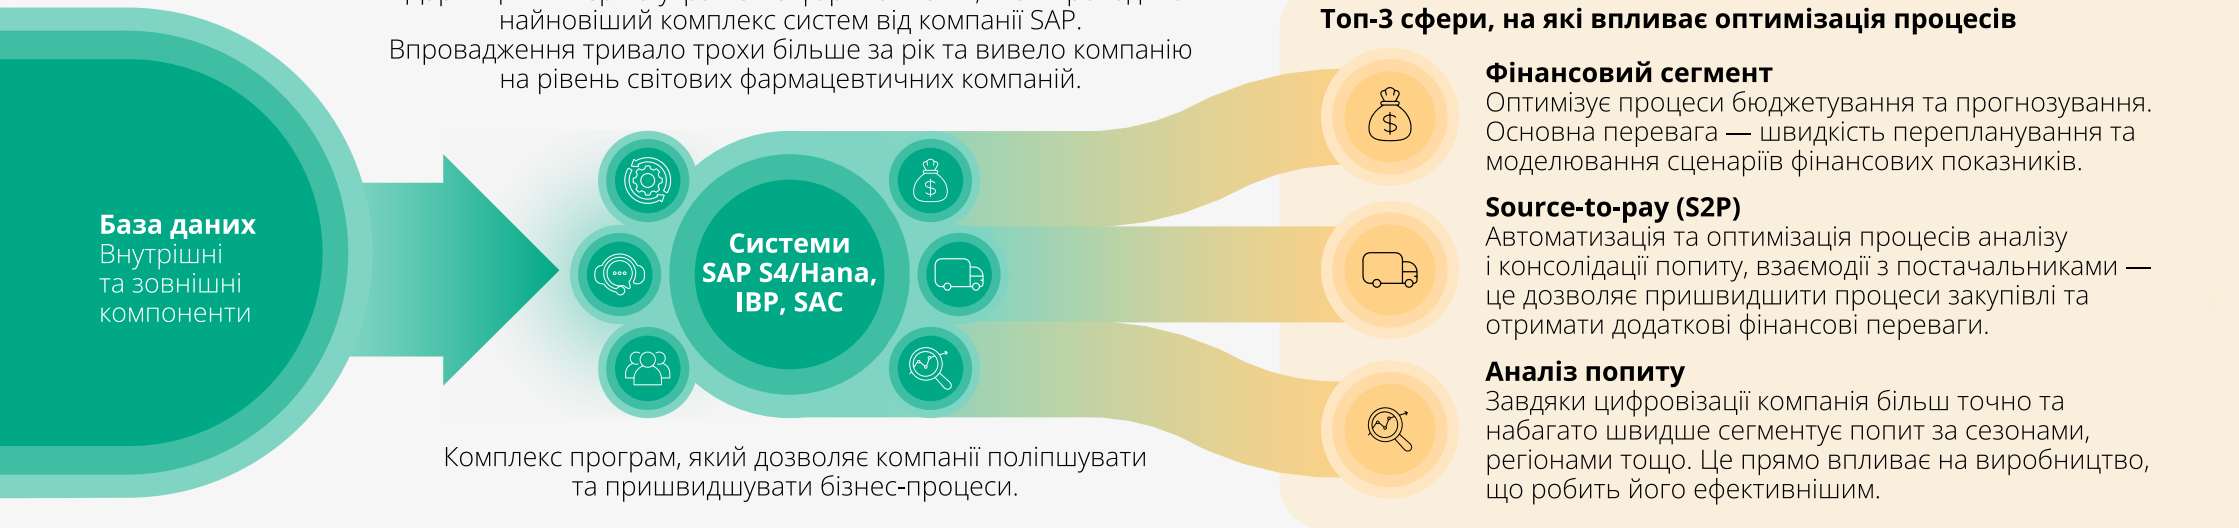 найновіший комплекс систем від компанії SAP.
Впровадження тривало трохи більше за рік та вивело компанію
на рівень світових фармацевтичних компаній.
База даних
Внутрішні
та зовнішні
компоненти
Системи
SAP S4/Hana,
IBP, SAC
Комплекс програм, який дозволяє компанії поліпшувати
та пришвидшувати бізнес-процеси.
Топ-3 сфери, на які впливає оптимізація процесів
Фінансовий сегмент
Оптимізує процеси бюджетування та прогнозування.
Основна перевага — швидкість перепланування та
моделювання сценаріїв фінансових показників.
Source-to-pay (S2P)
Автоматизація та оптимізація процесів аналізу
і консолідації попиту, взаємодії з постачальниками —
це дозволяє пришвидшити процеси закупівлі та
отримати додаткові фінансові переваги.
Аналіз попиту
Завдяки цифровізації компанія більш точно та
набагато швидше сегментує попит за сезонами,
регіонами тощо. Це прямо впливає на виробництво,
що робить його ефективнішим.